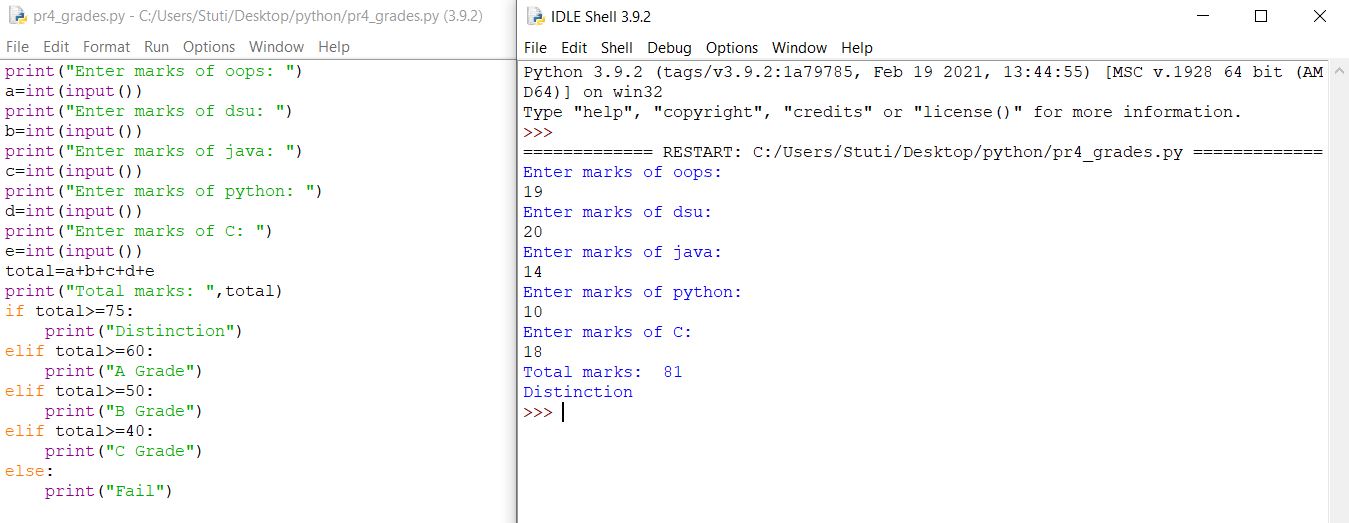 pr4_grades.py - C:/Users/Stuti/Desktop/python/pr4_grades.py (3.9.2)
File Edit Format Run Options Window Help
print("Enter marks of oops: ")
a=int(input())
print("Enter marks of dsu: ")
b=int(input())
print("Enter marks of java: ")
c=int(input())
print("Enter marks of python: ")
d=int(input())
print("Enter marks of C: ")
e=int(input())
total=a+b+c+d+e
print("Total marks: ",total)
if total>=75:
    print("Distinction")
elif total>=60:
    print("A Grade")
elif total>=50:
    print("B Grade")
elif total>=40:
    print("C Grade")
else:
    print("Fail")
IDLE Shell 3.9.2
File Edit Shell Debug Options Window Help
Python 3.9.2 (tags/v3.9.2:1a79785, Feb 19 2021, 13:44:55) [MSC v.1928 64 bit (AM
D64)] on win32
Type "help", "copyright", "credits" or "license()" for more information.
>>>
============= RESTART: C:/Users/Stuti/Desktop/python/pr4_grades.py =============
Enter marks of oops:
19
Enter marks of dsu:
20
Enter marks of java:
14
Enter marks of python:
10
Enter marks of C:
18
Total marks:  81
Distinction
>>>